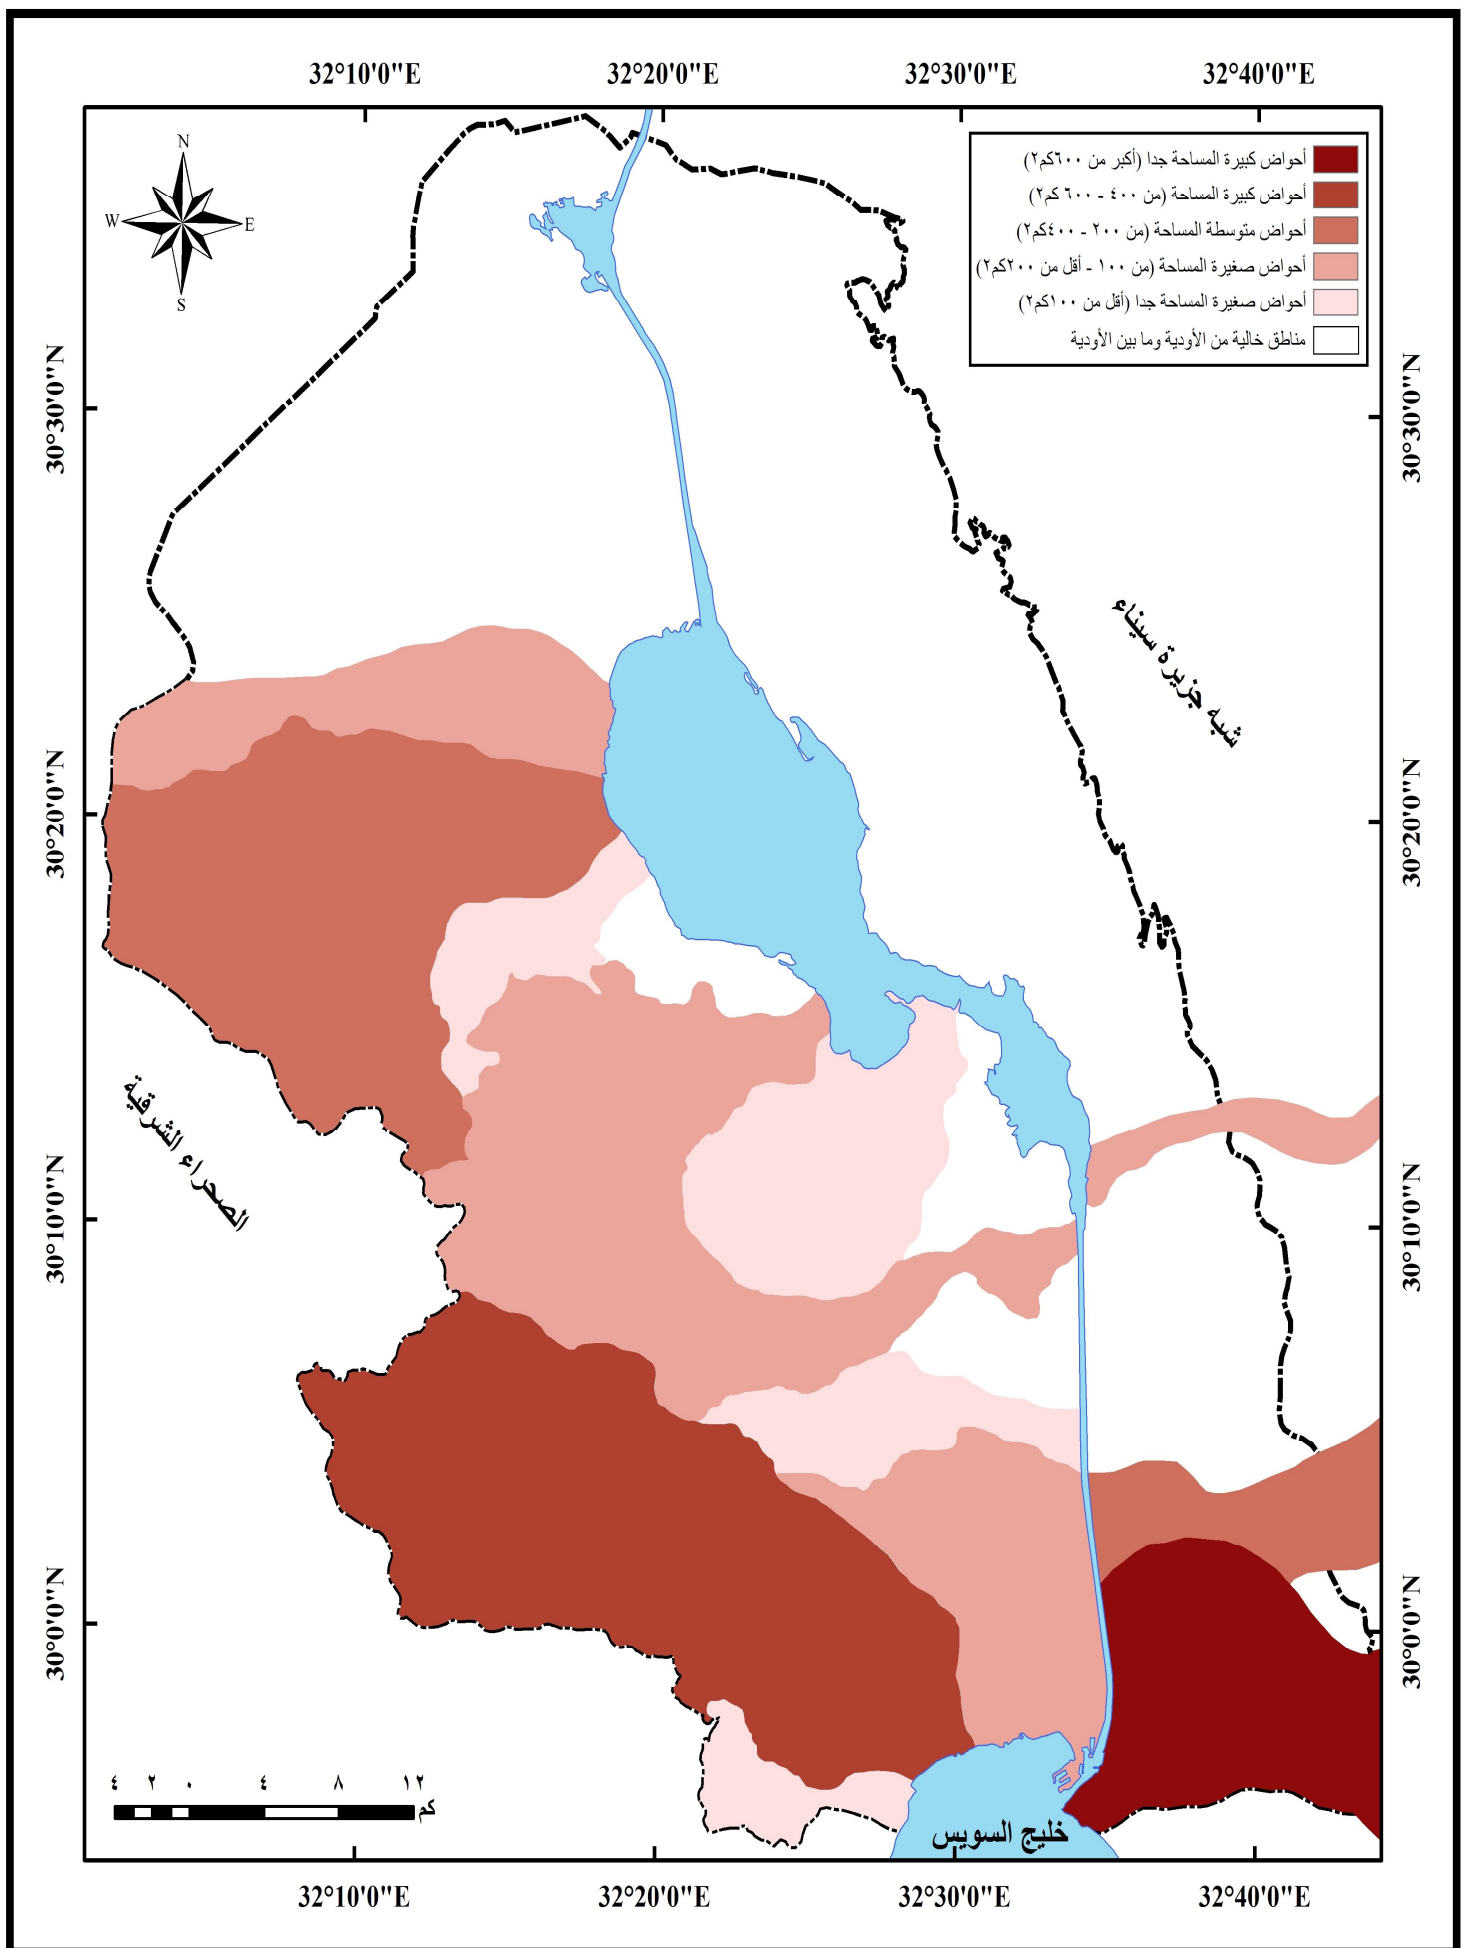 32°10'0"E 32°20'0"E 32°30'0"E 32°40'0"E
N
W E
S
أحواض كبيرة المساحة جدا (أكبر من ٦٠٠كم٢)
أحواض كبيرة المساحة (من ٤٠٠ - ٦٠٠ كم٢)
أحواض متوسطة المساحة (من ٢٠٠ - ٤٠٠كم٢)
أحواض صغيرة المساحة (من ١٠٠ - أقل من ٢٠٠كم٢)
أحواض صغيرة المساحة جدا (أقل من ١٠٠كم٢)
مناطق خالية من الأودية وما بين الأودية
30°30'0"N 30°30'0"N
شبه جزيرة سيناء
30°20'0"N 30°20'0"N
الصحراء الشرقية
30°10'0"N 30°10'0"N
30°0'0"N 30°0'0"N
٤ ٢ ٠ ٤ ٨ ١٢
كم
خليج السويس
32°10'0"E 32°20'0"E 32°30'0"E 32°40'0"E